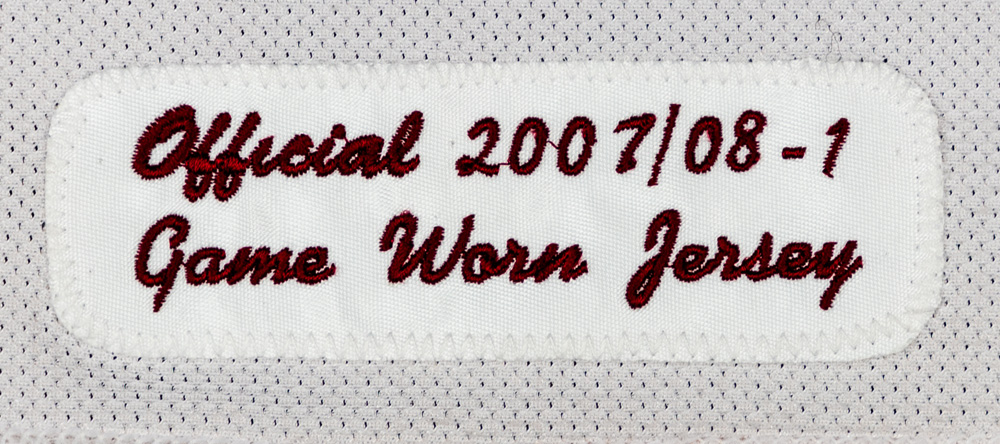 Official 2007/08 - 1
Game Worn Jersey